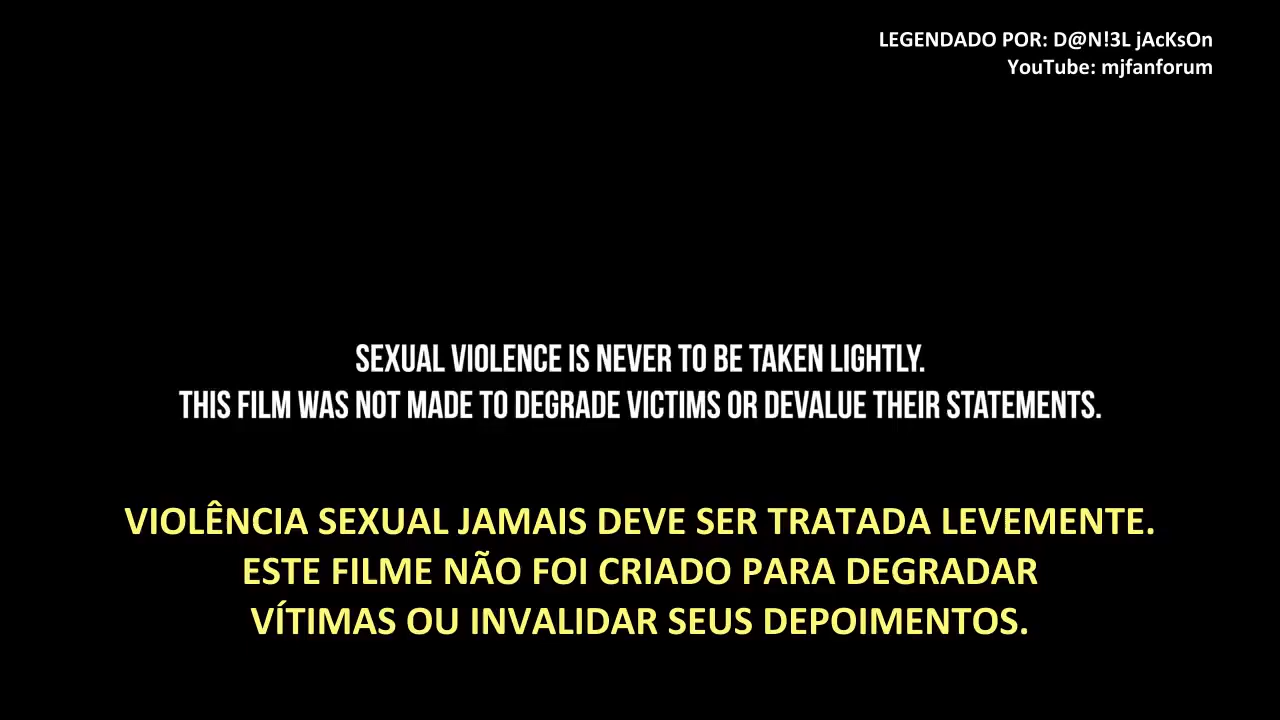 LEGENDADO POR: D@N!3L jAcKsOn
YouTube: mjfanforum
SEXUAL VIOLENCE IS NEVER TO BE TAKEN LIGHTLY.
THIS FILM WAS NOT MADE TO DEGRADE VICTIMS OR DEVALUE THEIR STATEMENTS.
VIOLÊNCIA SEXUAL JAMAIS DEVE SER TRATADA LEVEMENTE.
ESTE FILME NÃO FOI CRIADO PARA DEGRADAR
VÍTIMAS OU INVALIDAR SEUS DEPOIMENTOS.